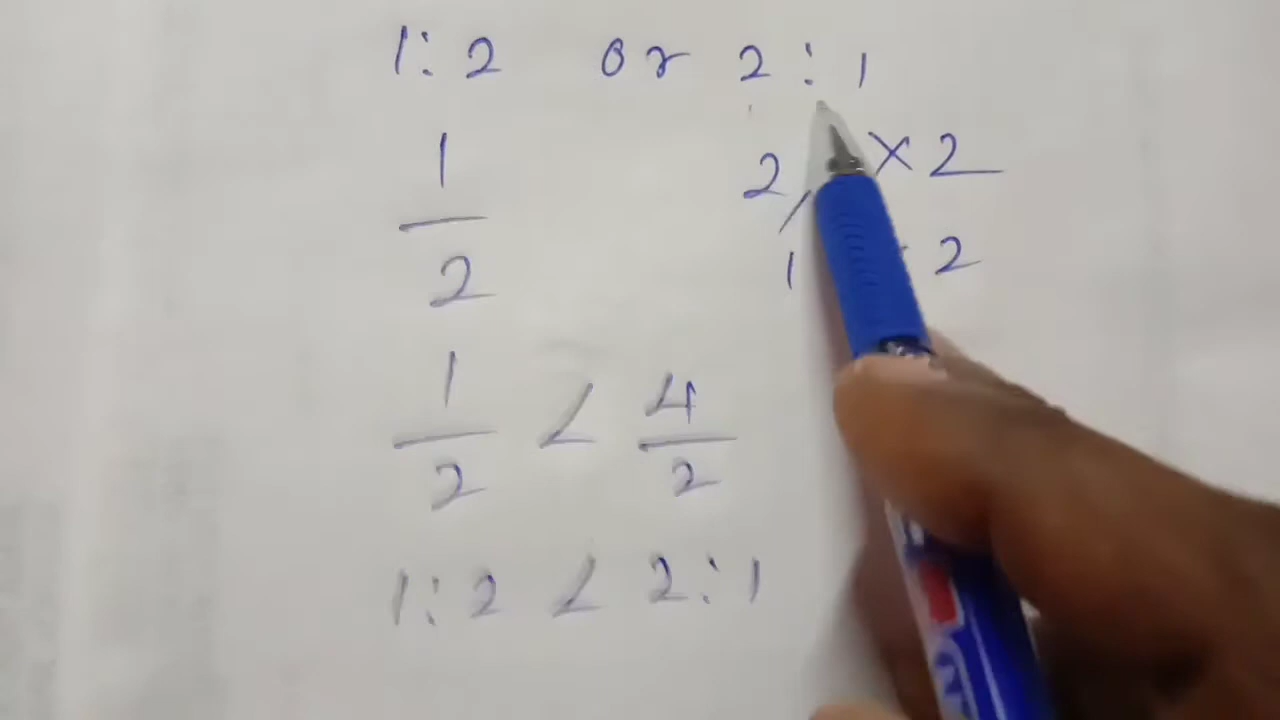 1 : 2 or 2 : 1
1 2 × 2
2 1 2
1 < 4
2 2
1 : 2 < 2 : 1